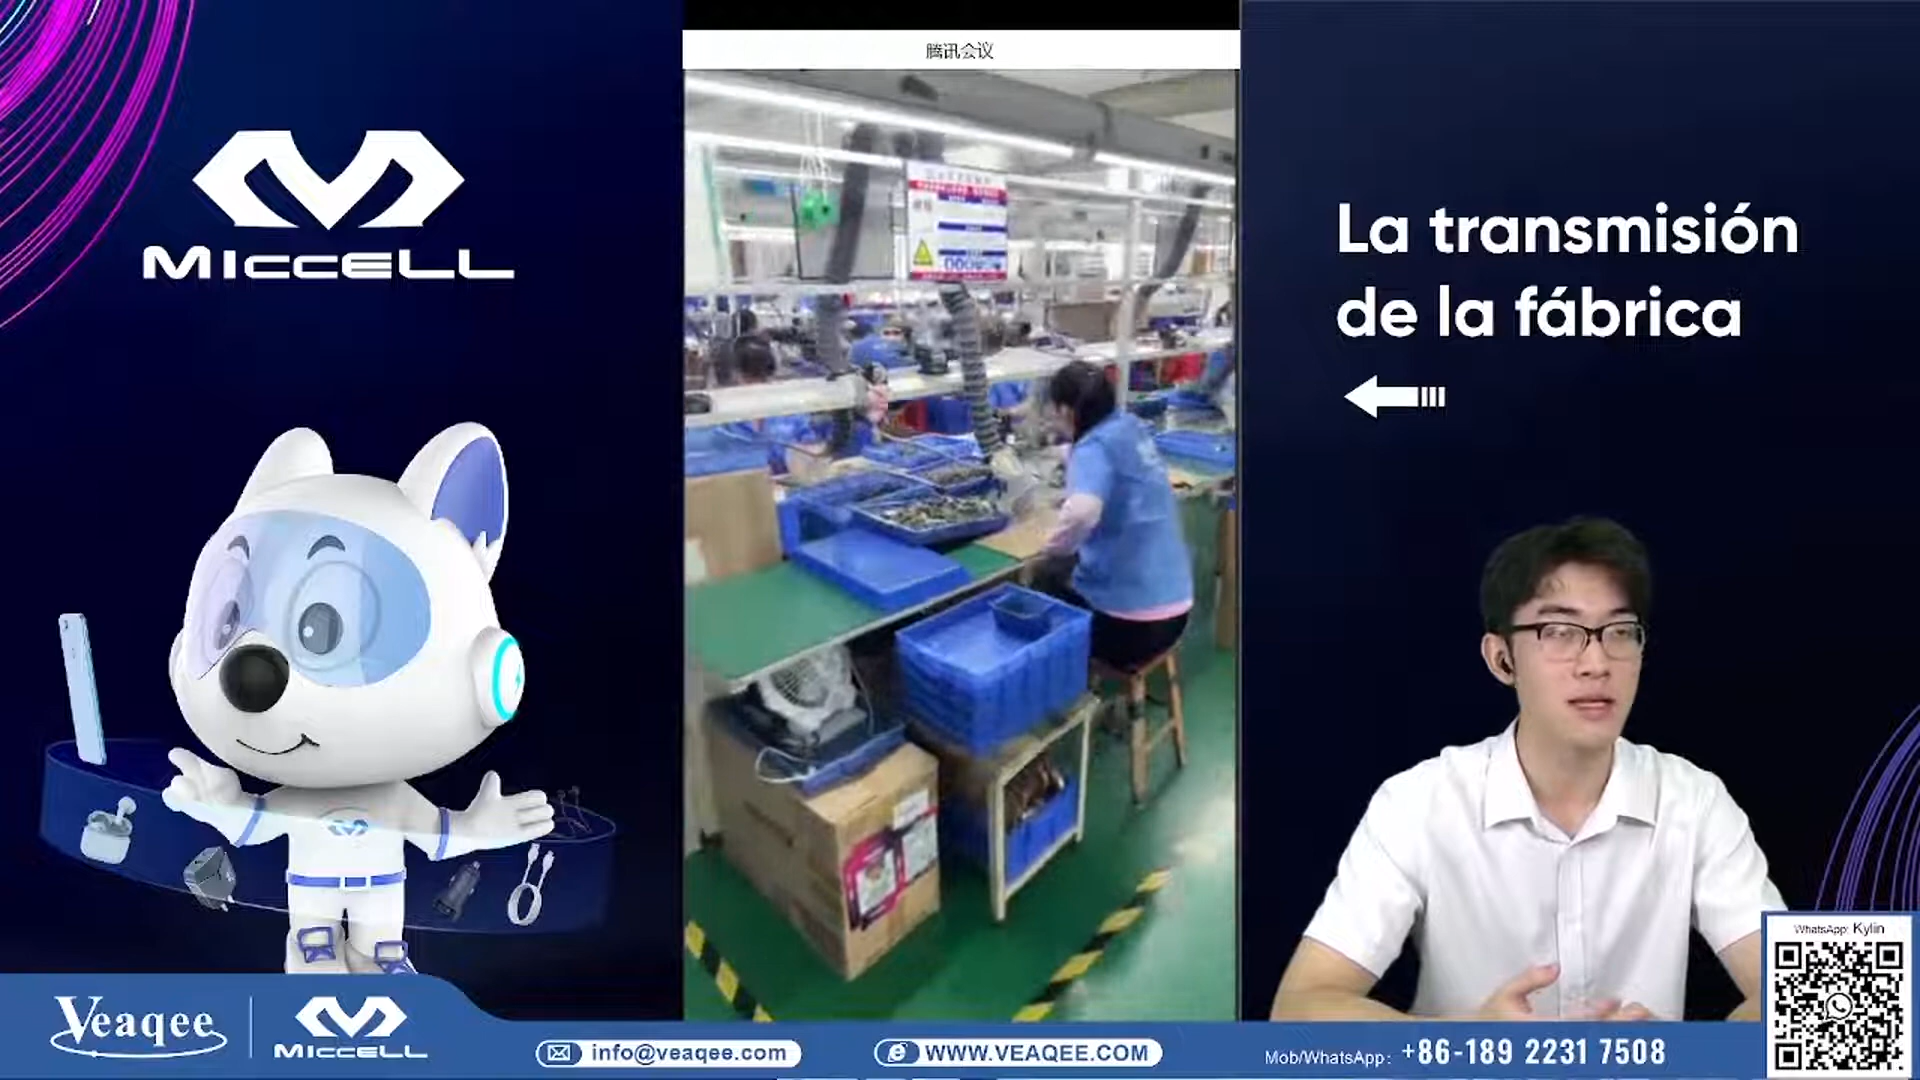 腾讯会议
MICCELL
La transmisión
de la fábrica
WhatsApp: Kylin
Veaqee
MICCELL
info@veaqee.com
WWW.VEAQEE.COM
Mob/WhatsApp: +86-189 2231 7508